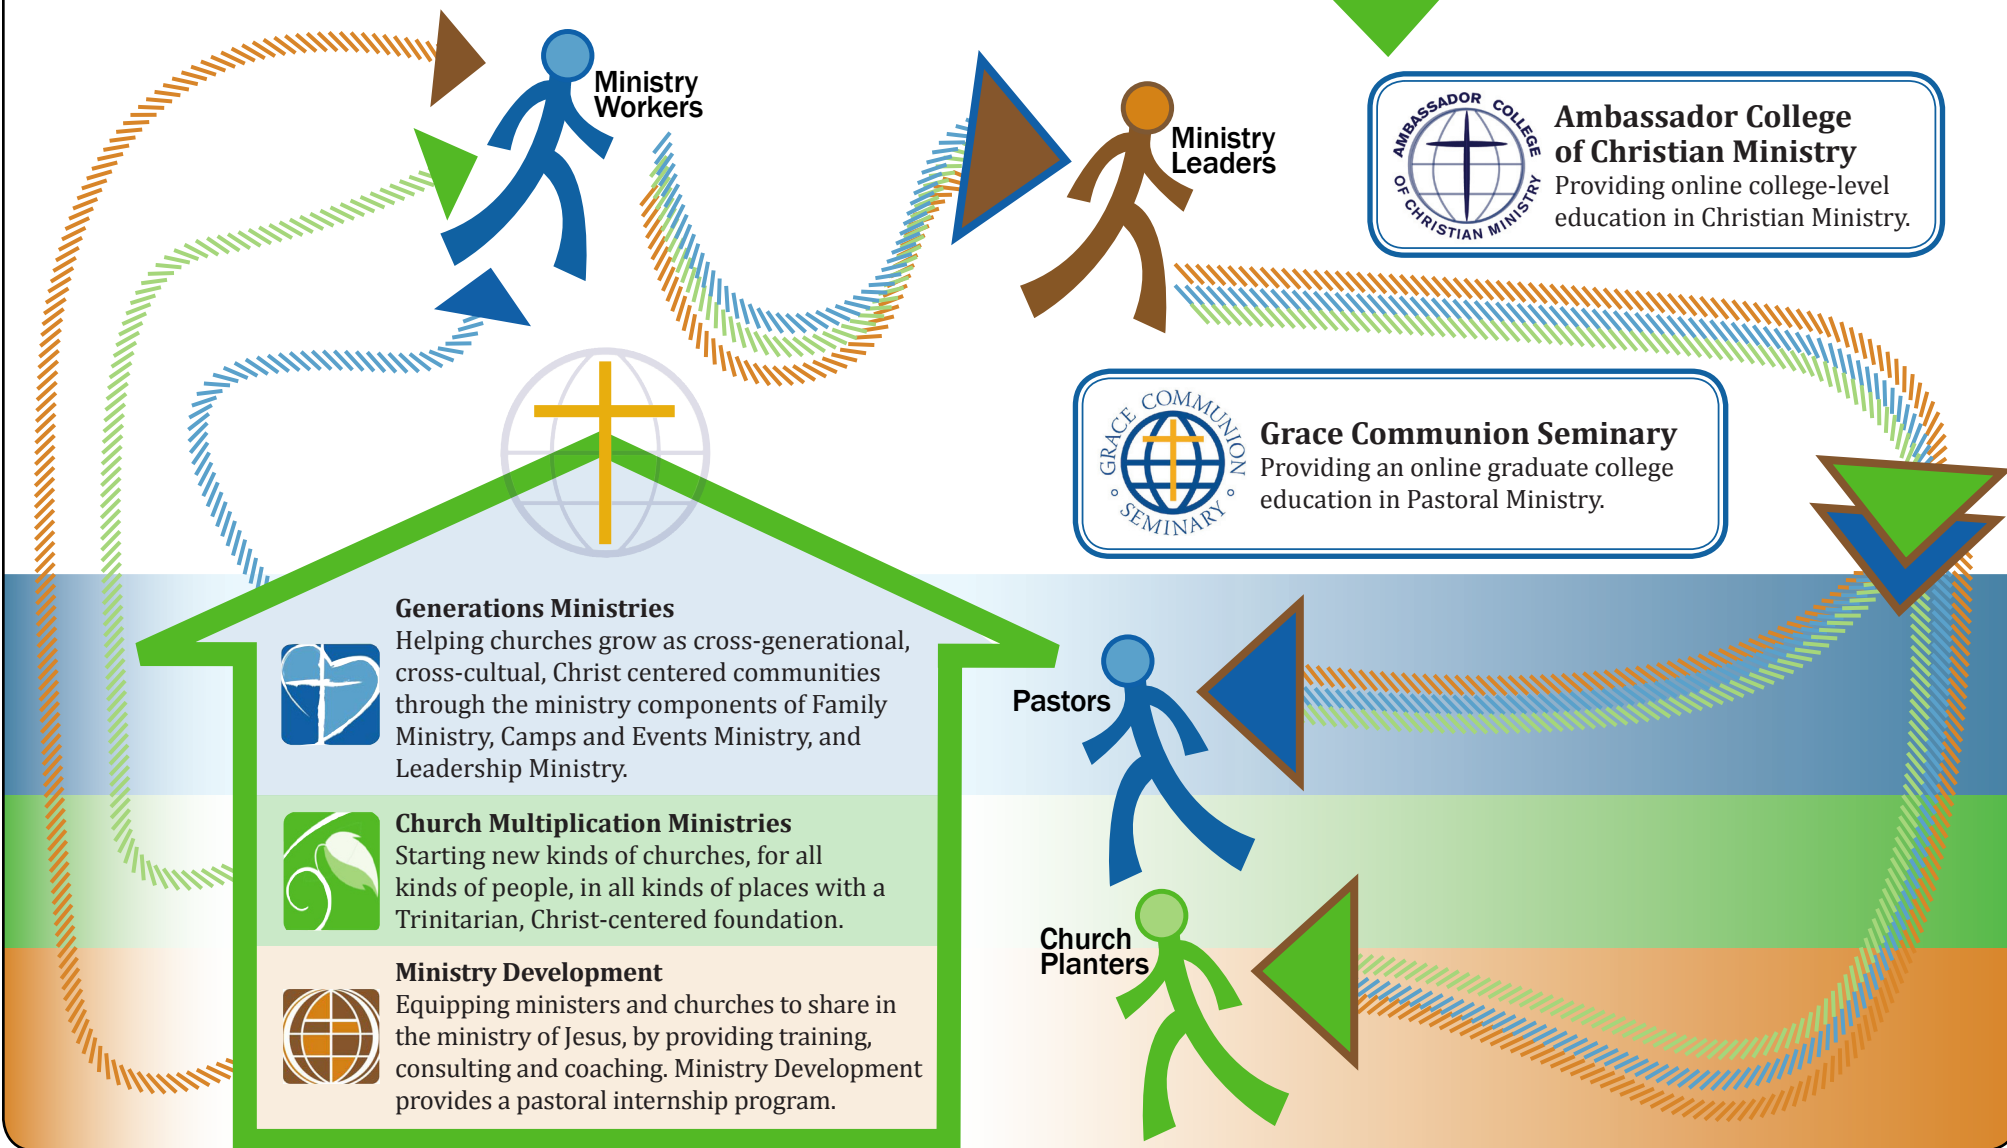 Ministry
Workers
Ministry
Leaders
AMBASSADOR COLLEGE
OF CHRISTIAN MINISTRY
Ambassador College
of Christian Ministry
Providing online college-level
education in Christian Ministry.
GRACE COMMUNION
SEMINARY
Grace Communion Seminary
Providing an online graduate college
education in Pastoral Ministry.
Generations Ministries
Helping churches grow as cross-generational,
cross-cultual, Christ centered communities
through the ministry components of Family
Ministry, Camps and Events Ministry, and
Leadership Ministry.
Pastors
Church Multiplication Ministries
Starting new kinds of churches, for all
kinds of people, in all kinds of places with a
Trinitarian, Christ-centered foundation.
Church
Planters
Ministry Development
Equipping ministers and churches to share in
the ministry of Jesus, by providing training,
consulting and coaching. Ministry Development
provides a pastoral internship program.